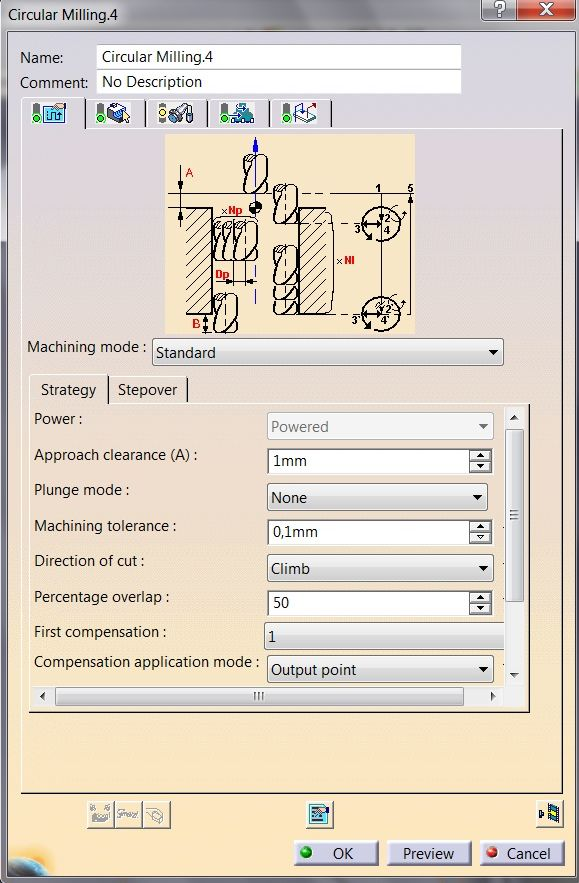 Circular Milling.4
Name: Circular Milling.4
Comment: No Description
A
1 5
×Np
2
3 4
×Nl
Dp
B
2'
3' 4'
Machining mode : Standard
Strategy Stepover
Power : Powered
Approach clearance (A) : 1mm
Plunge mode : None
Machining tolerance : 0,1mm
Direction of cut : Climb
Percentage overlap : 50
First compensation : 1
Compensation application mode : Output point
OK Preview Cancel